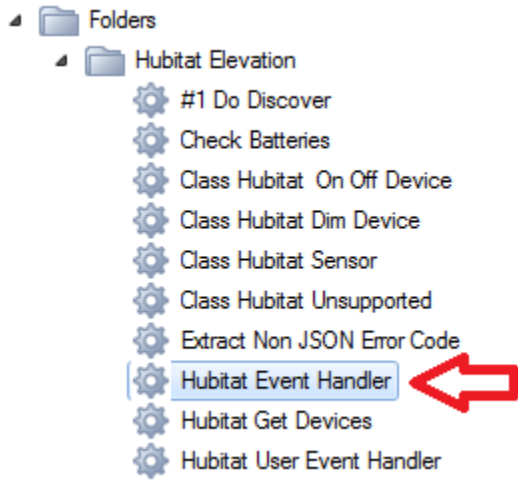 Folders
Hubitat Elevation
#1 Do Discover
Check Batteries
Class Hubitat  On Off Device
Class Hubitat Dim Device
Class Hubitat Sensor
Class Hubitat Unsupported
Extract Non JSON Error Code
Hubitat Event Handler
Hubitat Get Devices
Hubitat User Event Handler